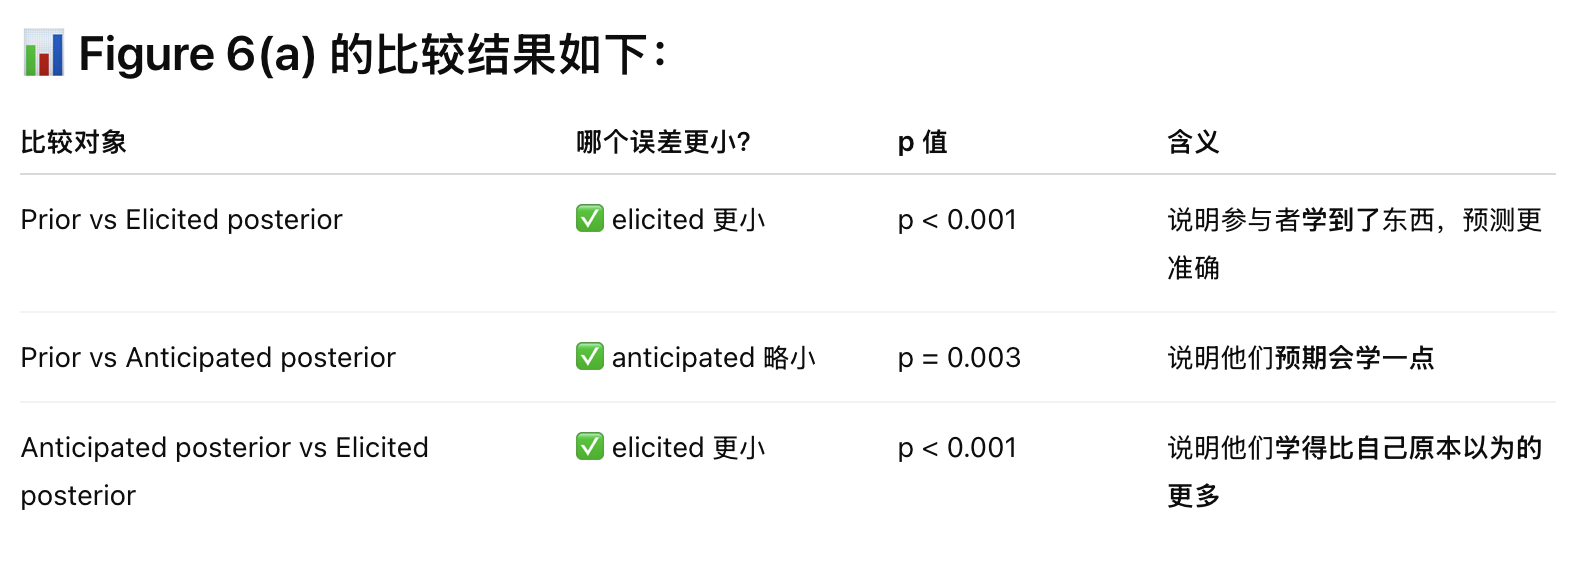 📊 Figure 6(a) 的比较结果如下：
比较对象 哪个误差更小? p 值 含义
Prior vs Elicited posterior ✅ elicited 更小 p < 0.001 说明参与者学到了东西，预测更
准确
Prior vs Anticipated posterior ✅ anticipated 略小 p = 0.003 说明他们预期会学一点
Anticipated posterior vs Elicited ✅ elicited 更小 p < 0.001 说明他们学得比自己原本以为的
posterior 更多